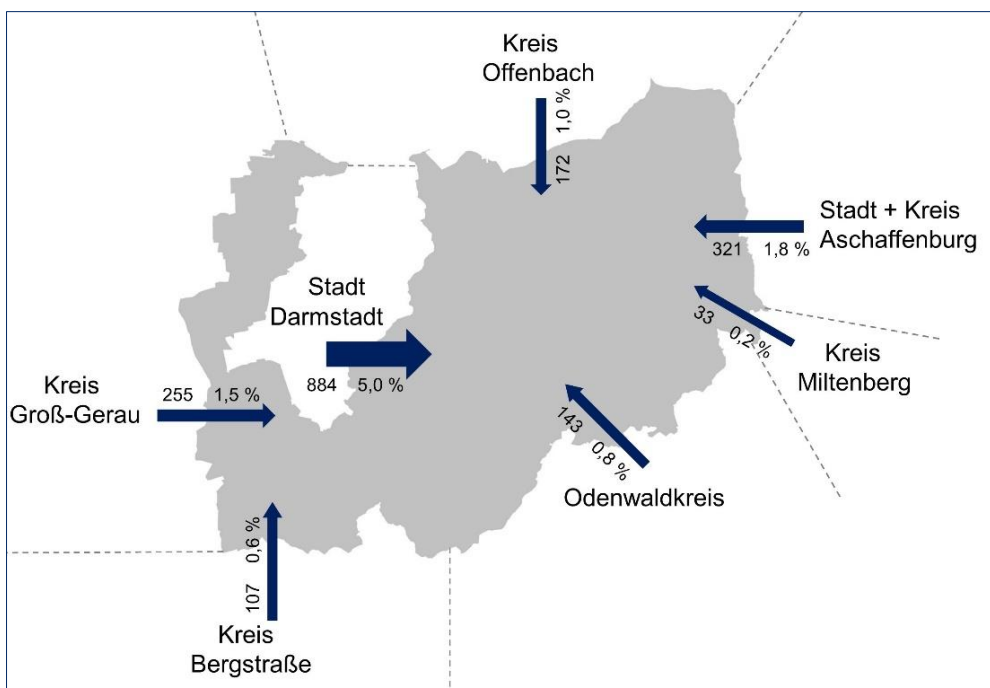 Kreis
Offenbach
1,0 %
172
Stadt + Kreis
Aschaffenburg
321 1,8 %
Stadt
Darmstadt
884 5,0 %
33 0,2 %
Kreis
Miltenberg
Kreis
Groß-Gerau
255 1,5 %
143 0,8 %
Odenwaldkreis
0,6 %
107
Kreis
Bergstraße